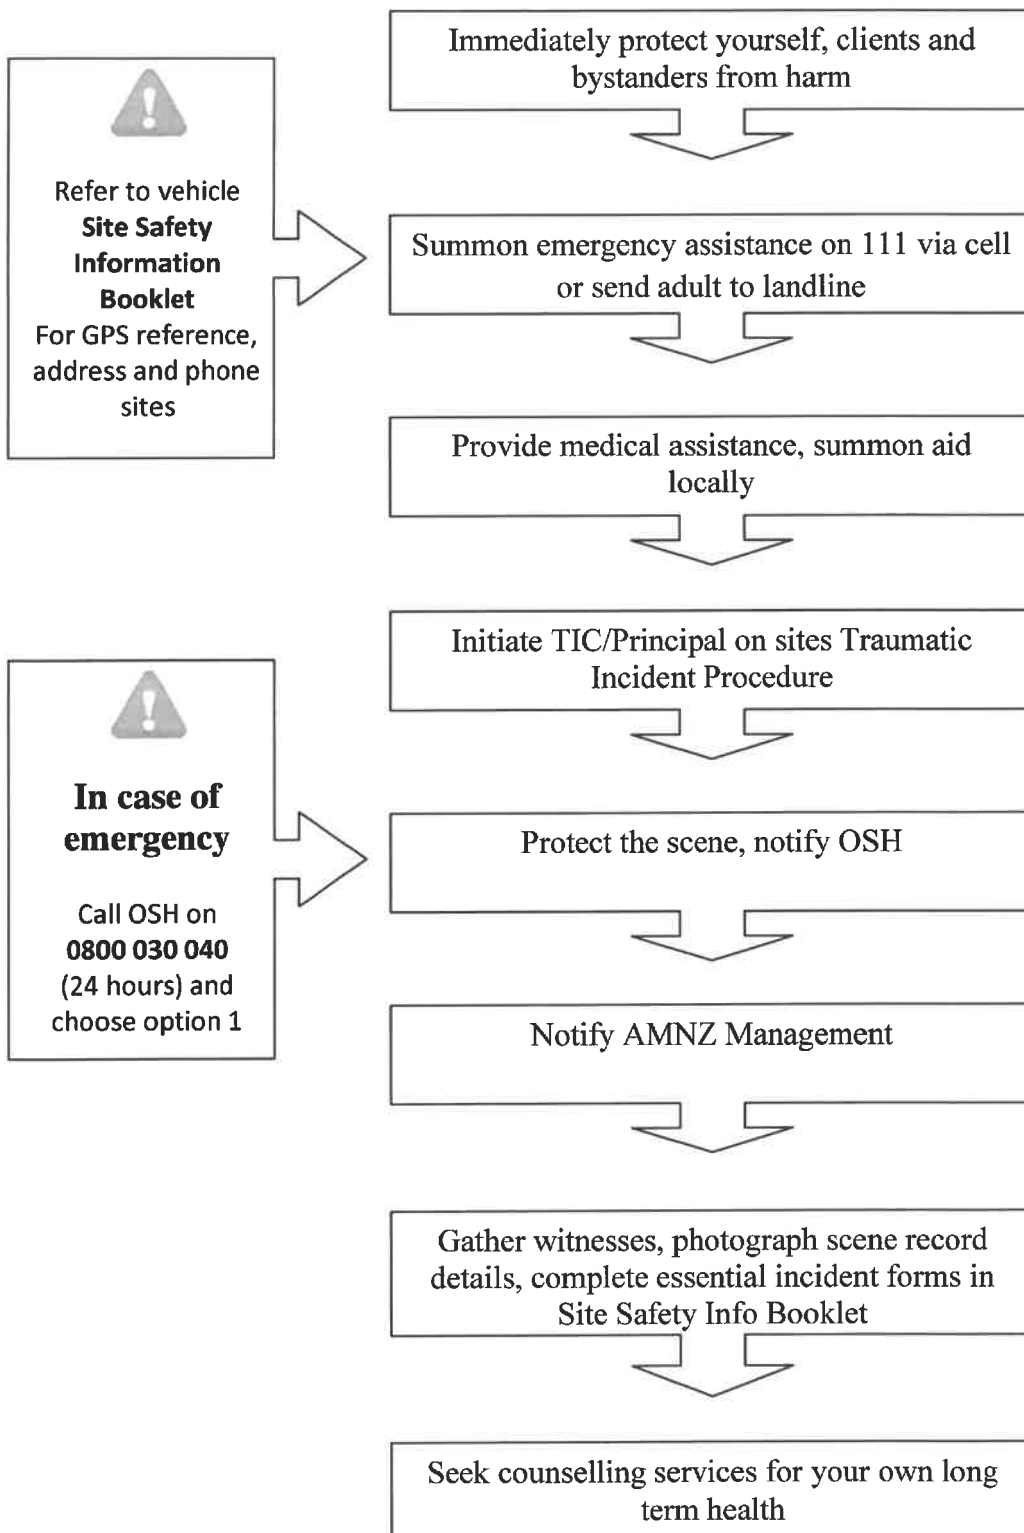 Immediately protect yourself, clients and
bystanders from harm
Refer to vehicle
Site Safety
Information
Booklet
For GPS reference,
address and phone
sites
Summon emergency assistance on 111 via cell
or send adult to landline
Provide medical assistance, summon aid
locally
Initiate TIC/Principal on sites Traumatic
Incident Procedure
In case of
emergency
Call OSH on
0800 030 040
(24 hours) and
choose option 1
Protect the scene, notify OSH
Notify AMNZ Management
Gather witnesses, photograph scene record
details, complete essential incident forms in
Site Safety Info Booklet
Seek counselling services for your own long
term health